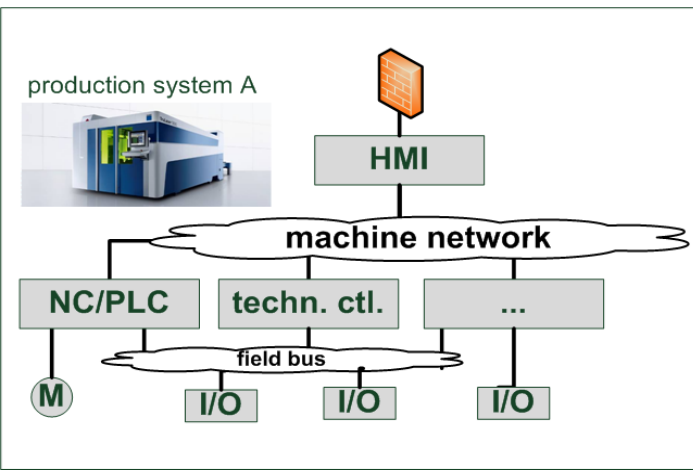 production system A
HMI
machine network
NC/PLC
techn. ctl.
...
field bus
M
I/O
I/O
I/O